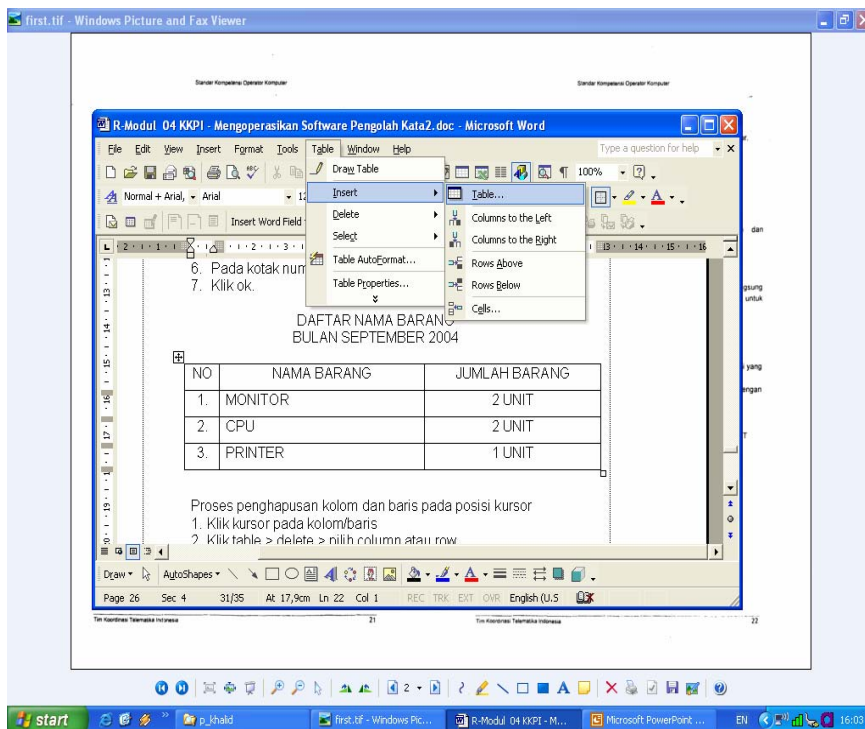 first.tif - Windows Picture and Fax Viewer
Standar Kompetensi Operator Komputer
Standar Kompetensi Operator Komputer
R-Modul 04 KKPI - Mengoperasikan Software Pengolah Kata2.doc - Microsoft Word
File Edit View Insert Format Tools Table Window Help
Type a question for help
100%
Normal + Arial,
Arial
12
Insert Word Field
Draw Table
Insert
Delete
Select
Table AutoFormat...
Table Properties...
Table...
Columns to the Left
Columns to the Right
Rows Above
Rows Below
Cells...
6. Pada kotak num
7. Klik ok.
DAFTAR NAMA BARANG
BULAN SEPTEMBER 2004
NO NAMA BARANG JUMLAH BARANG
1. MONITOR 2 UNIT
2. CPU 2 UNIT
3. PRINTER 1 UNIT
Proses penghapusan kolom dan baris pada posisi kursor
1. Klik kursor pada kolom/baris
2. Klik table > delete > pilih column atau row
dan
gsung
untuk
yang
engan
T
Draw AutoShapes
Page 26 Sec 4 31/35 At 17,9cm Ln 22 Col 1 REC TRK EXT OVR English (U.S
Tim Koordinasi Telematika Indonesia 21
Tim Koordinasi Telematika Indonesia 22
2
start
p_khalid
first.tif - Windows Pic...
R-Modul 04 KKPI - M...
Microsoft PowerPoint ...
EN
16:03